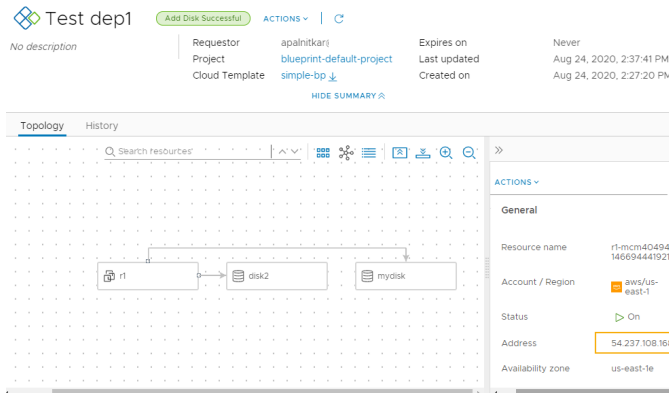 Test dep1 Add Disk Successful ACTIONS
No description
Requestor apalnitkar Expires on Never
Project blueprint-default-project Last updated Aug 24, 2020, 2:37:41 PM
Cloud Template simple-bp Created on Aug 24, 2020, 2:27:20 PM
HIDE SUMMARY
Topology History
Search resources
ACTIONS
General
Resource name r1-mcm40494
14669444192
Account / Region aws/us-
east-1
Status On
Address 54.237.108.168
Availability zone us-east-1e
r1 disk2 mydisk